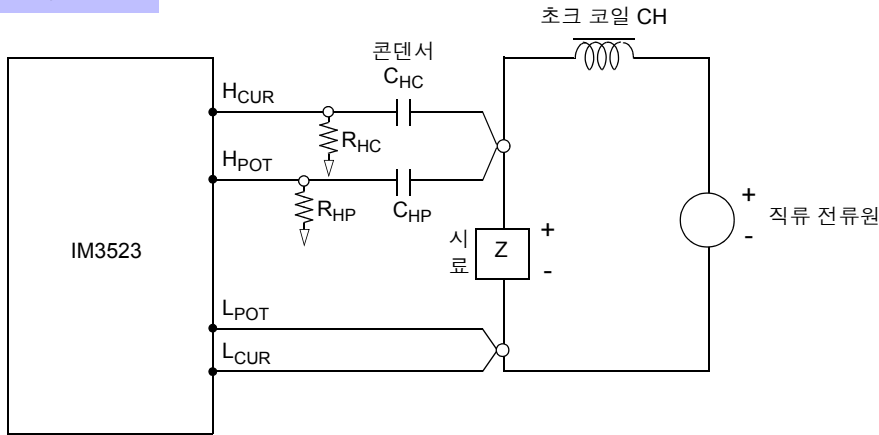 초크 코일 CH
콘덴서
CHC
HCUR
RHC
HPOT
RHP
CHP
IM3523
시료
Z
+
-
+
-
직류 전류원
LPOT
LCUR